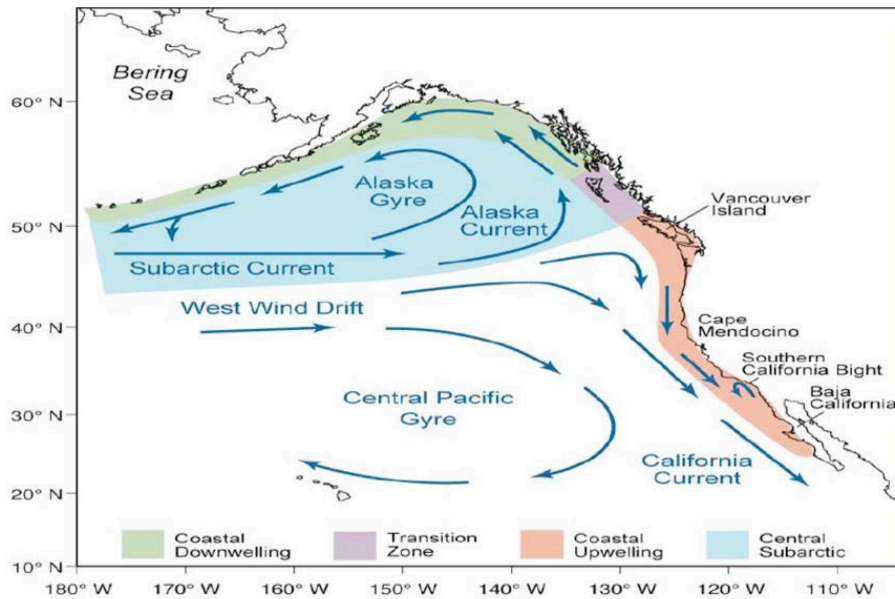 Bering
Sea
60° N
Alaska
Gyre
Vancouver
Island
50° N
Alaska
Current
Subarctic Current
West Wind Drift
40° N
Cape
Mendocino
Southern
California Bight
Baja
California
Central Pacific
Gyre
30° N
California
Current
20° N
Coastal
Downwelling
Transition
Zone
Coastal
Upwelling
Central
Subarctic
10° N
180° W
170° W
160° W
150° W
140° W
130° W
120° W
110° W